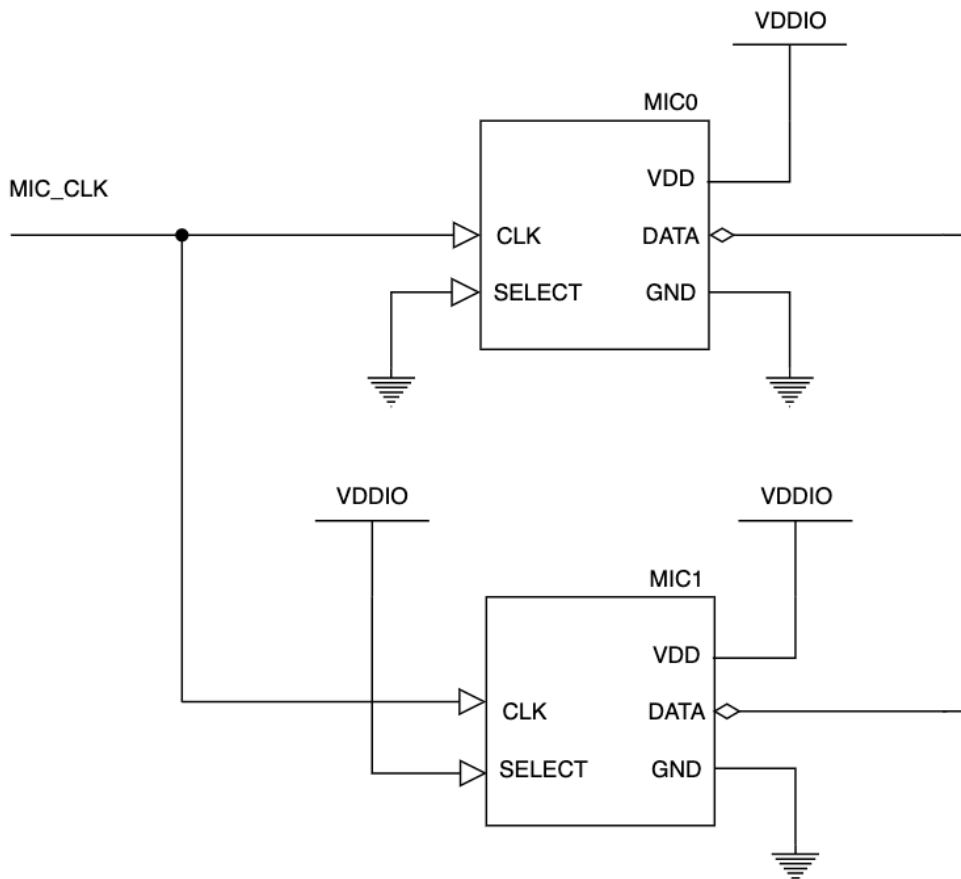 VDDIO
MIC0
VDD
MIC_CLK
CLK
DATA
SELECT
GND
VDDIO
VDDIO
MIC1
VDD
CLK
DATA
SELECT
GND